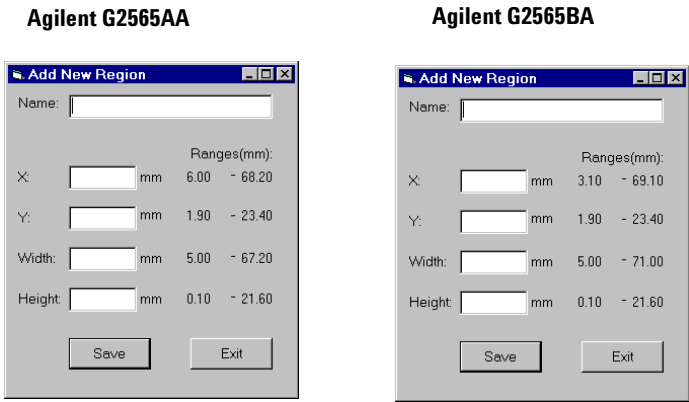 Agilent G2565AA
Add New Region
Name:
Ranges(mm):
X: mm 6.00 - 68.20
Y: mm 1.90 - 23.40
Width: mm 5.00 - 67.20
Height: mm 0.10 - 21.60
Save Exit
Agilent G2565BA
Add New Region
Name:
Ranges(mm):
X: mm 3.10 - 69.10
Y: mm 1.90 - 23.40
Width: mm 5.00 - 71.00
Height: mm 0.10 - 21.60
Save Exit